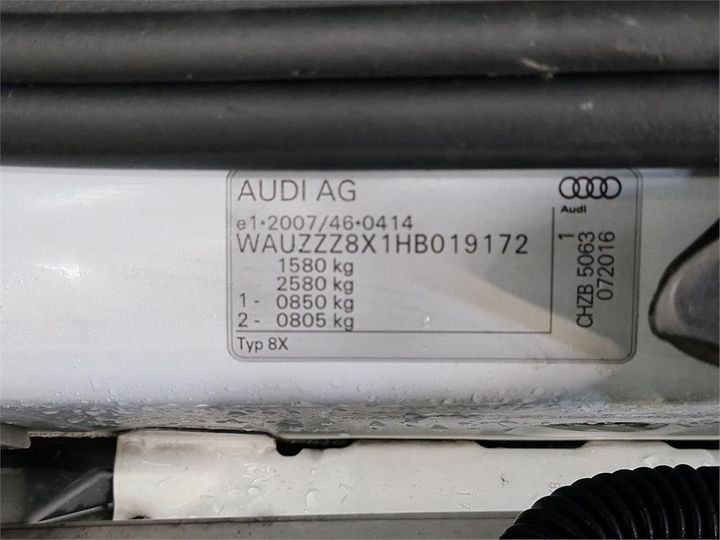 AUDI AG
Audi
e1•2007/46•0414
WAUZZZ8X1HB019172
1580 kg
2580 kg
1 - 0850 kg
2 - 0805 kg
Typ 8X
CHZB 5063 1
072016